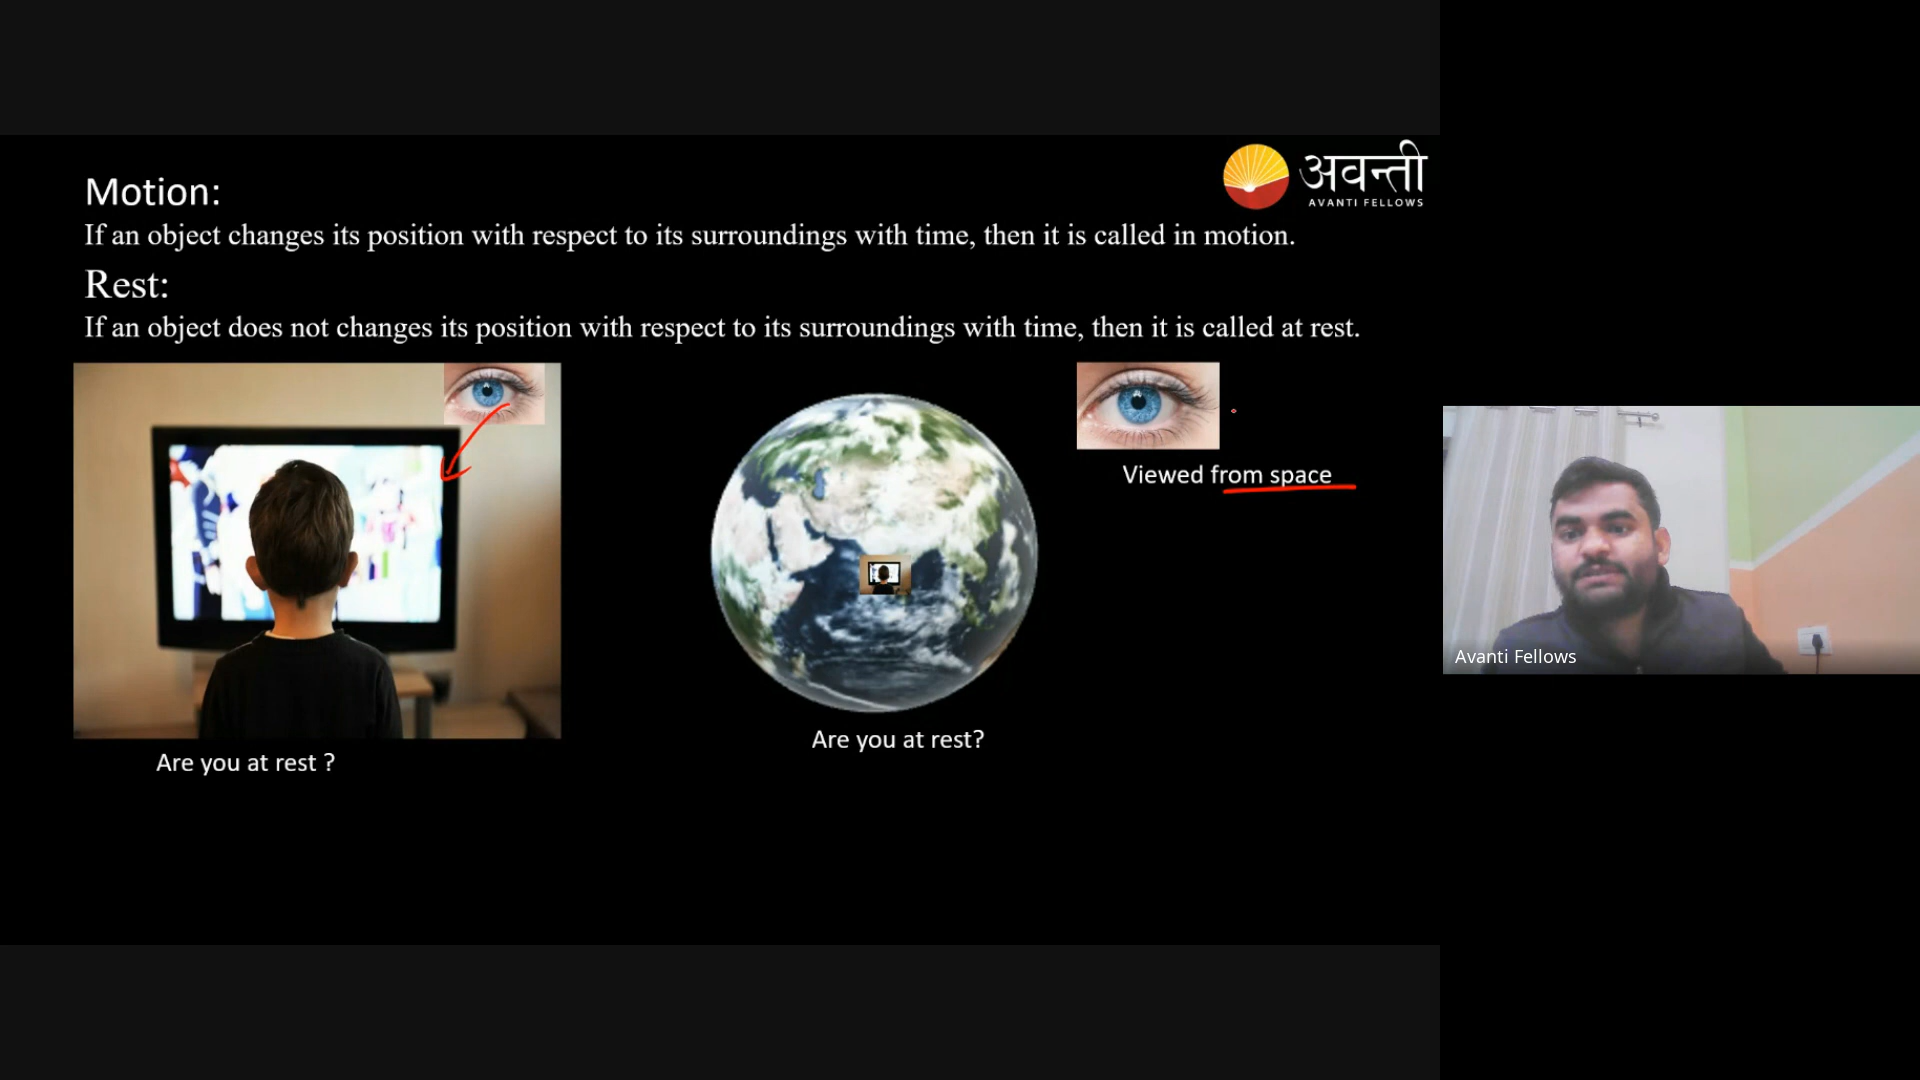 अवन्ती
AVANTI FELLOWS
Motion:
If an object changes its position with respect to its surroundings with time, then it is called in motion.
Rest:
If an object does not changes its position with respect to its surroundings with time, then it is called at rest.
Viewed from space
Are you at rest ?
Are you at rest?
Avanti Fellows